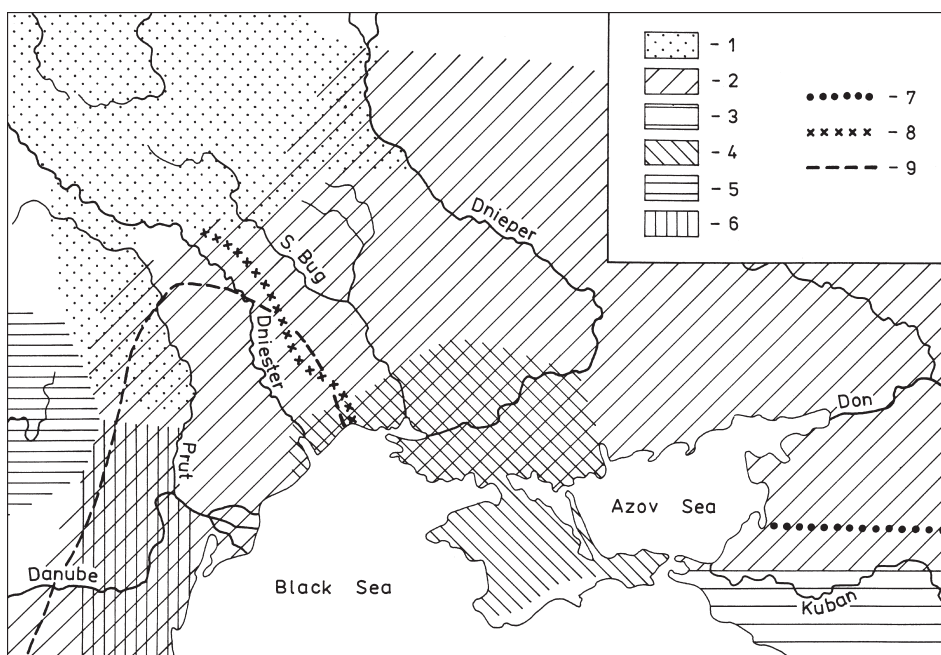 - 1
- 2
- 3
- 4
- 5
- 6
- 7
- 8
- 9
Dnieper
S. Bug
Dniester
Prut
Don
Azov Sea
Danube
Black Sea
Kuban